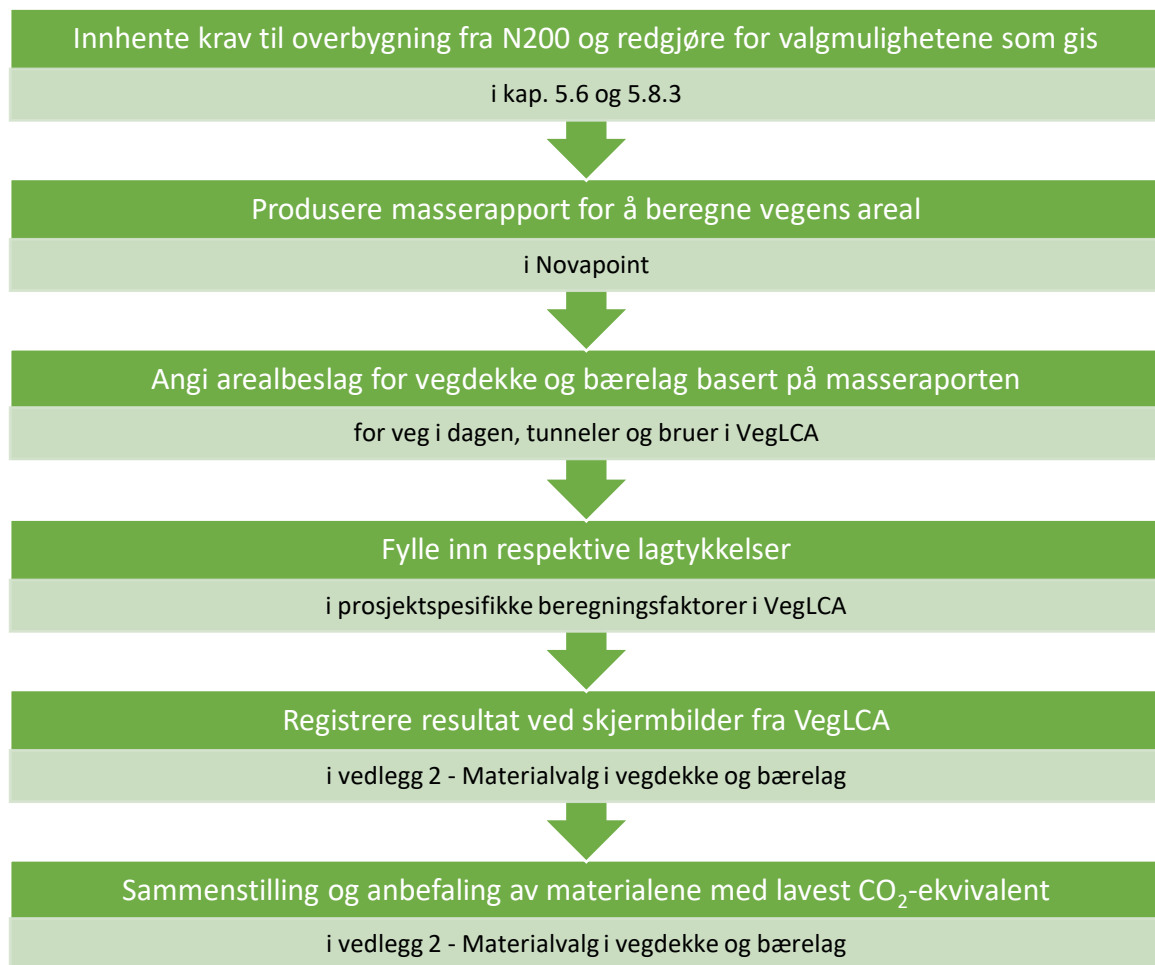 Innhente krav til overbygning fra N200 og redgjøre for valgmulighetene som gis
i kap. 5.6 og 5.8.3
Produsere masserapport for å beregne vegens areal
i Novapoint
Angi arealbeslag for vegdekke og bærelag basert på masseraporten
for veg i dagen, tunneler og bruer i VegLCA
Fylle inn respektive lagtykkelser
i prosjektspesifikke beregningsfaktorer i VegLCA
Registrere resultat ved skjermbilder fra VegLCA
i vedlegg 2 - Materialvalg i vegdekke og bærelag
Sammenstilling og anbefaling av materialene med lavest CO₂-ekvivalent
i vedlegg 2 - Materialvalg i vegdekke og bærelag